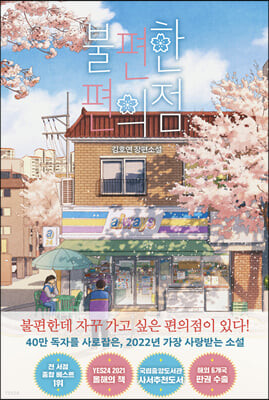 불편한
편의점
김호연 장편소설
불편한데 자꾸 가고 싶은 편의점이 있다!
40만 독자를 사로잡은, 2022년 가장 사랑받는 소설
전 서점
종합 베스트
1위
YES24 2021
올해의 책
국립중앙도서관
사서추천도서
해외 6개국
판권 수출